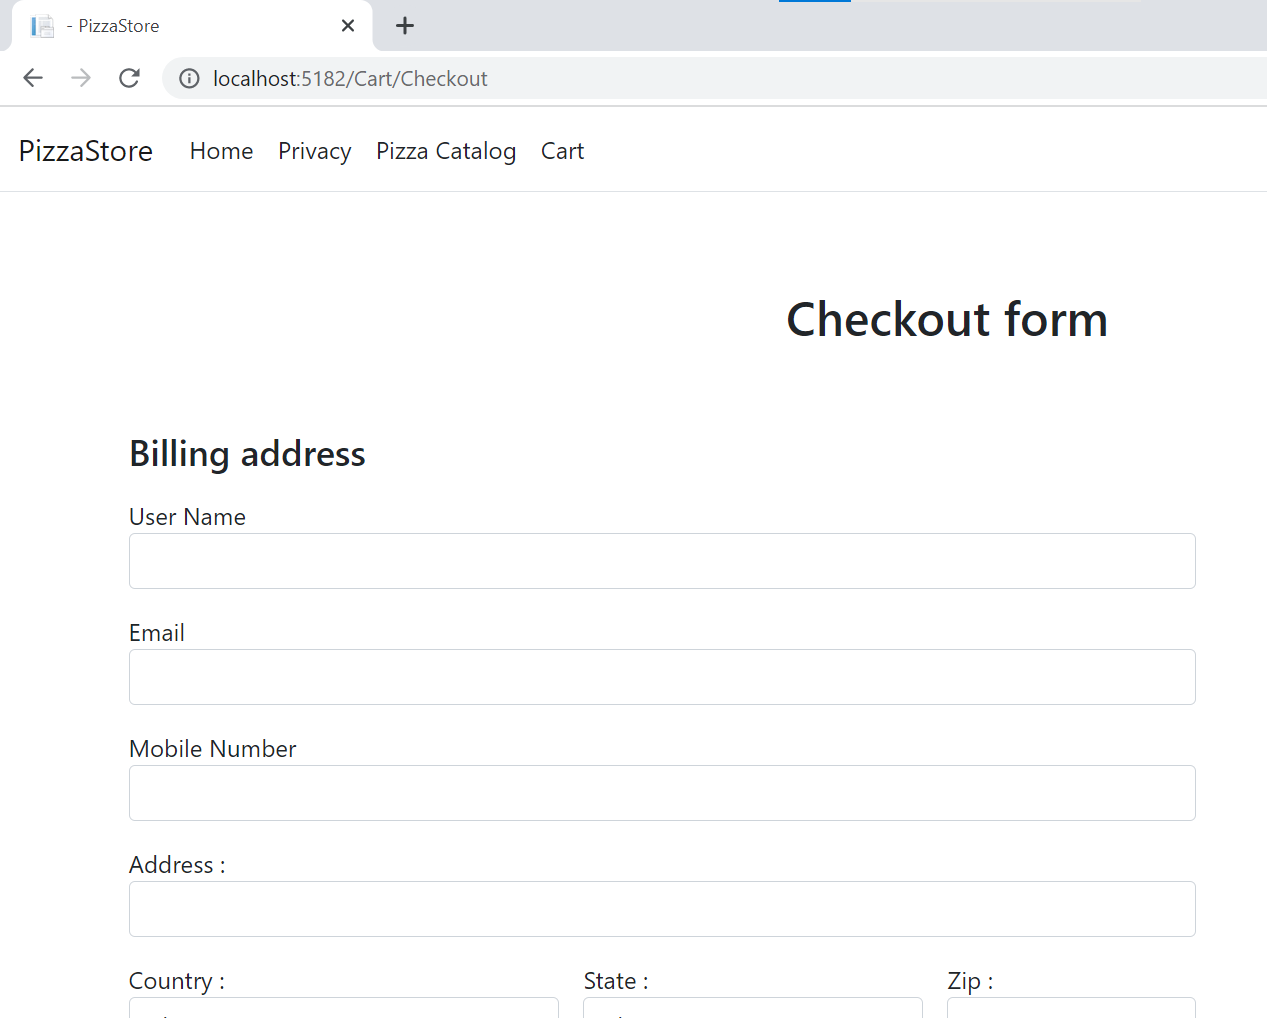 - PizzaStore
localhost:5182/Cart/Checkout
PizzaStore Home Privacy Pizza Catalog Cart
Checkout form
Billing address
User Name
Email
Mobile Number
Address :
Country : State : Zip :